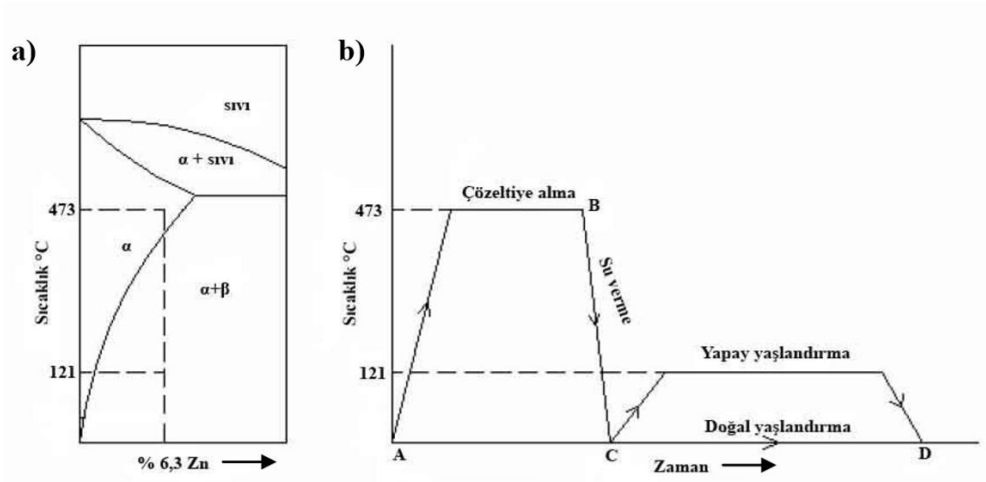 a)
sıvı
α + sıvı
473
α
α+β
Sıcaklık °C
121
% 6,3 Zn
b)
Çözeltiye alma
B
473
Su verme
Sıcaklık °C
Yapay yaşlandırma
121
Doğal yaşlandırma
A
C
D
Zaman